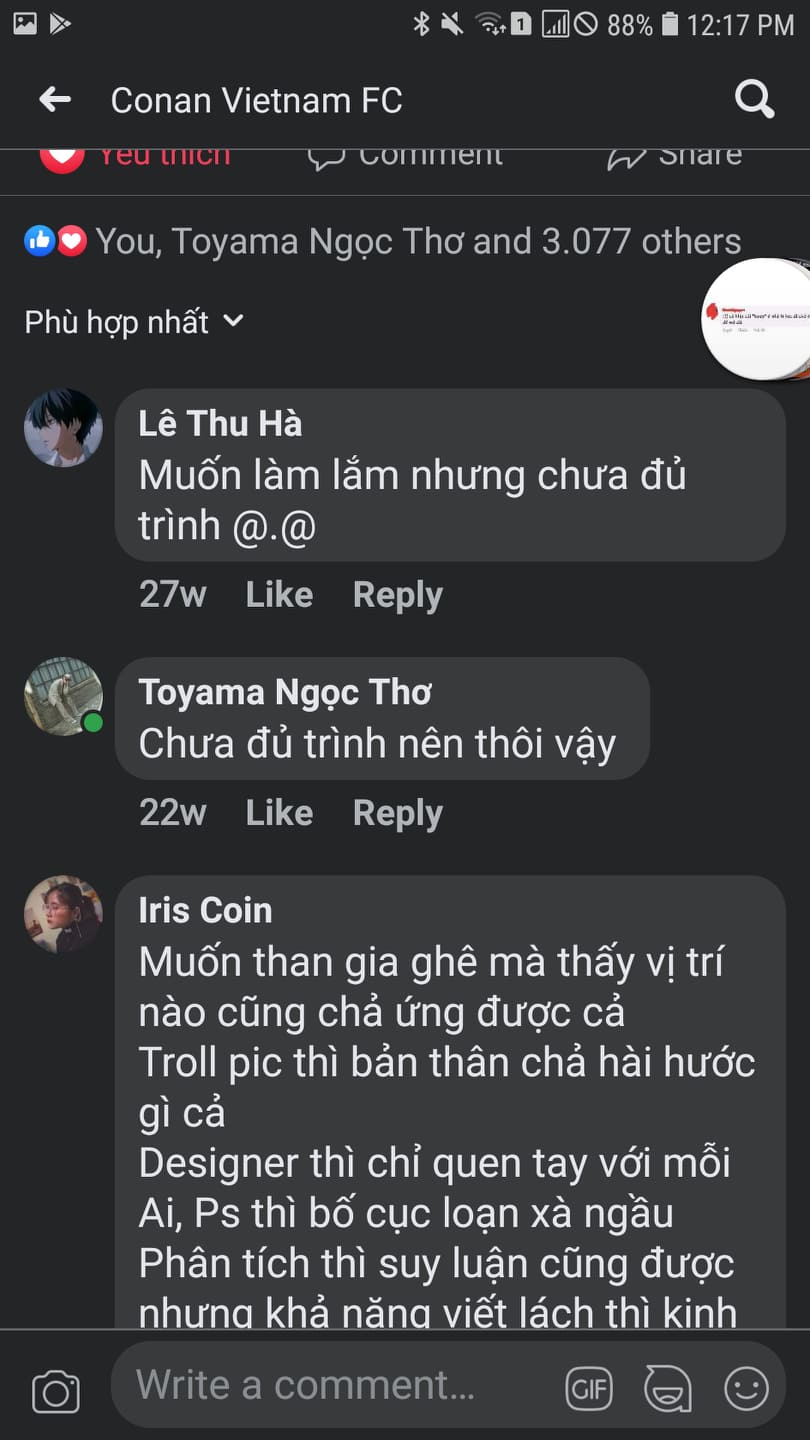 88% 12:17 PM
Conan Vietnam FC
Yêu thích Comment Share
You, Toyama Ngọc Thơ and 3.077 others
Phù hợp nhất
Lê Thu Hà
Muốn làm lắm nhưng chưa đủ
trình @.@
27w Like Reply
Toyama Ngọc Thơ
Chưa đủ trình nên thôi vậy
22w Like Reply
Iris Coin
Muốn than gia ghê mà thấy vị trí
nào cũng chả ứng được cả
Troll pic thì bản thân chả hài hước
gì cả
Designer thì chỉ quen tay với mỗi
Ai, Ps thì bố cục loạn xà ngầu
Phân tích thì suy luận cũng được
nhưng khả năng viết lách thì kinh
Write a comment...
GIF